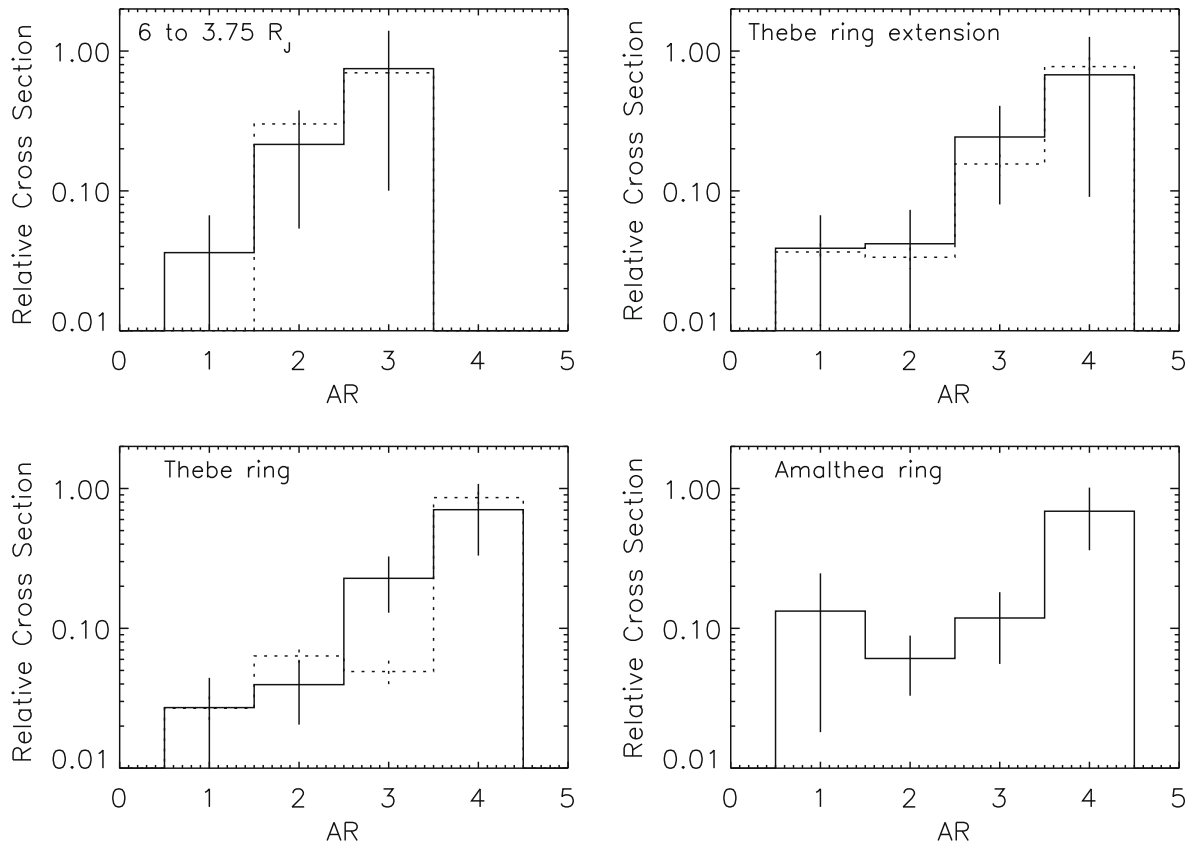 6 to 3.75 R_J
Relative Cross Section
1.00
0.10
0.01
0 1 2 3 4 5
AR
Thebe ring extension
Relative Cross Section
1.00
0.10
0.01
0 1 2 3 4 5
AR
Thebe ring
Relative Cross Section
1.00
0.10
0.01
0 1 2 3 4 5
AR
Amalthea ring
Relative Cross Section
1.00
0.10
0.01
0 1 2 3 4 5
AR